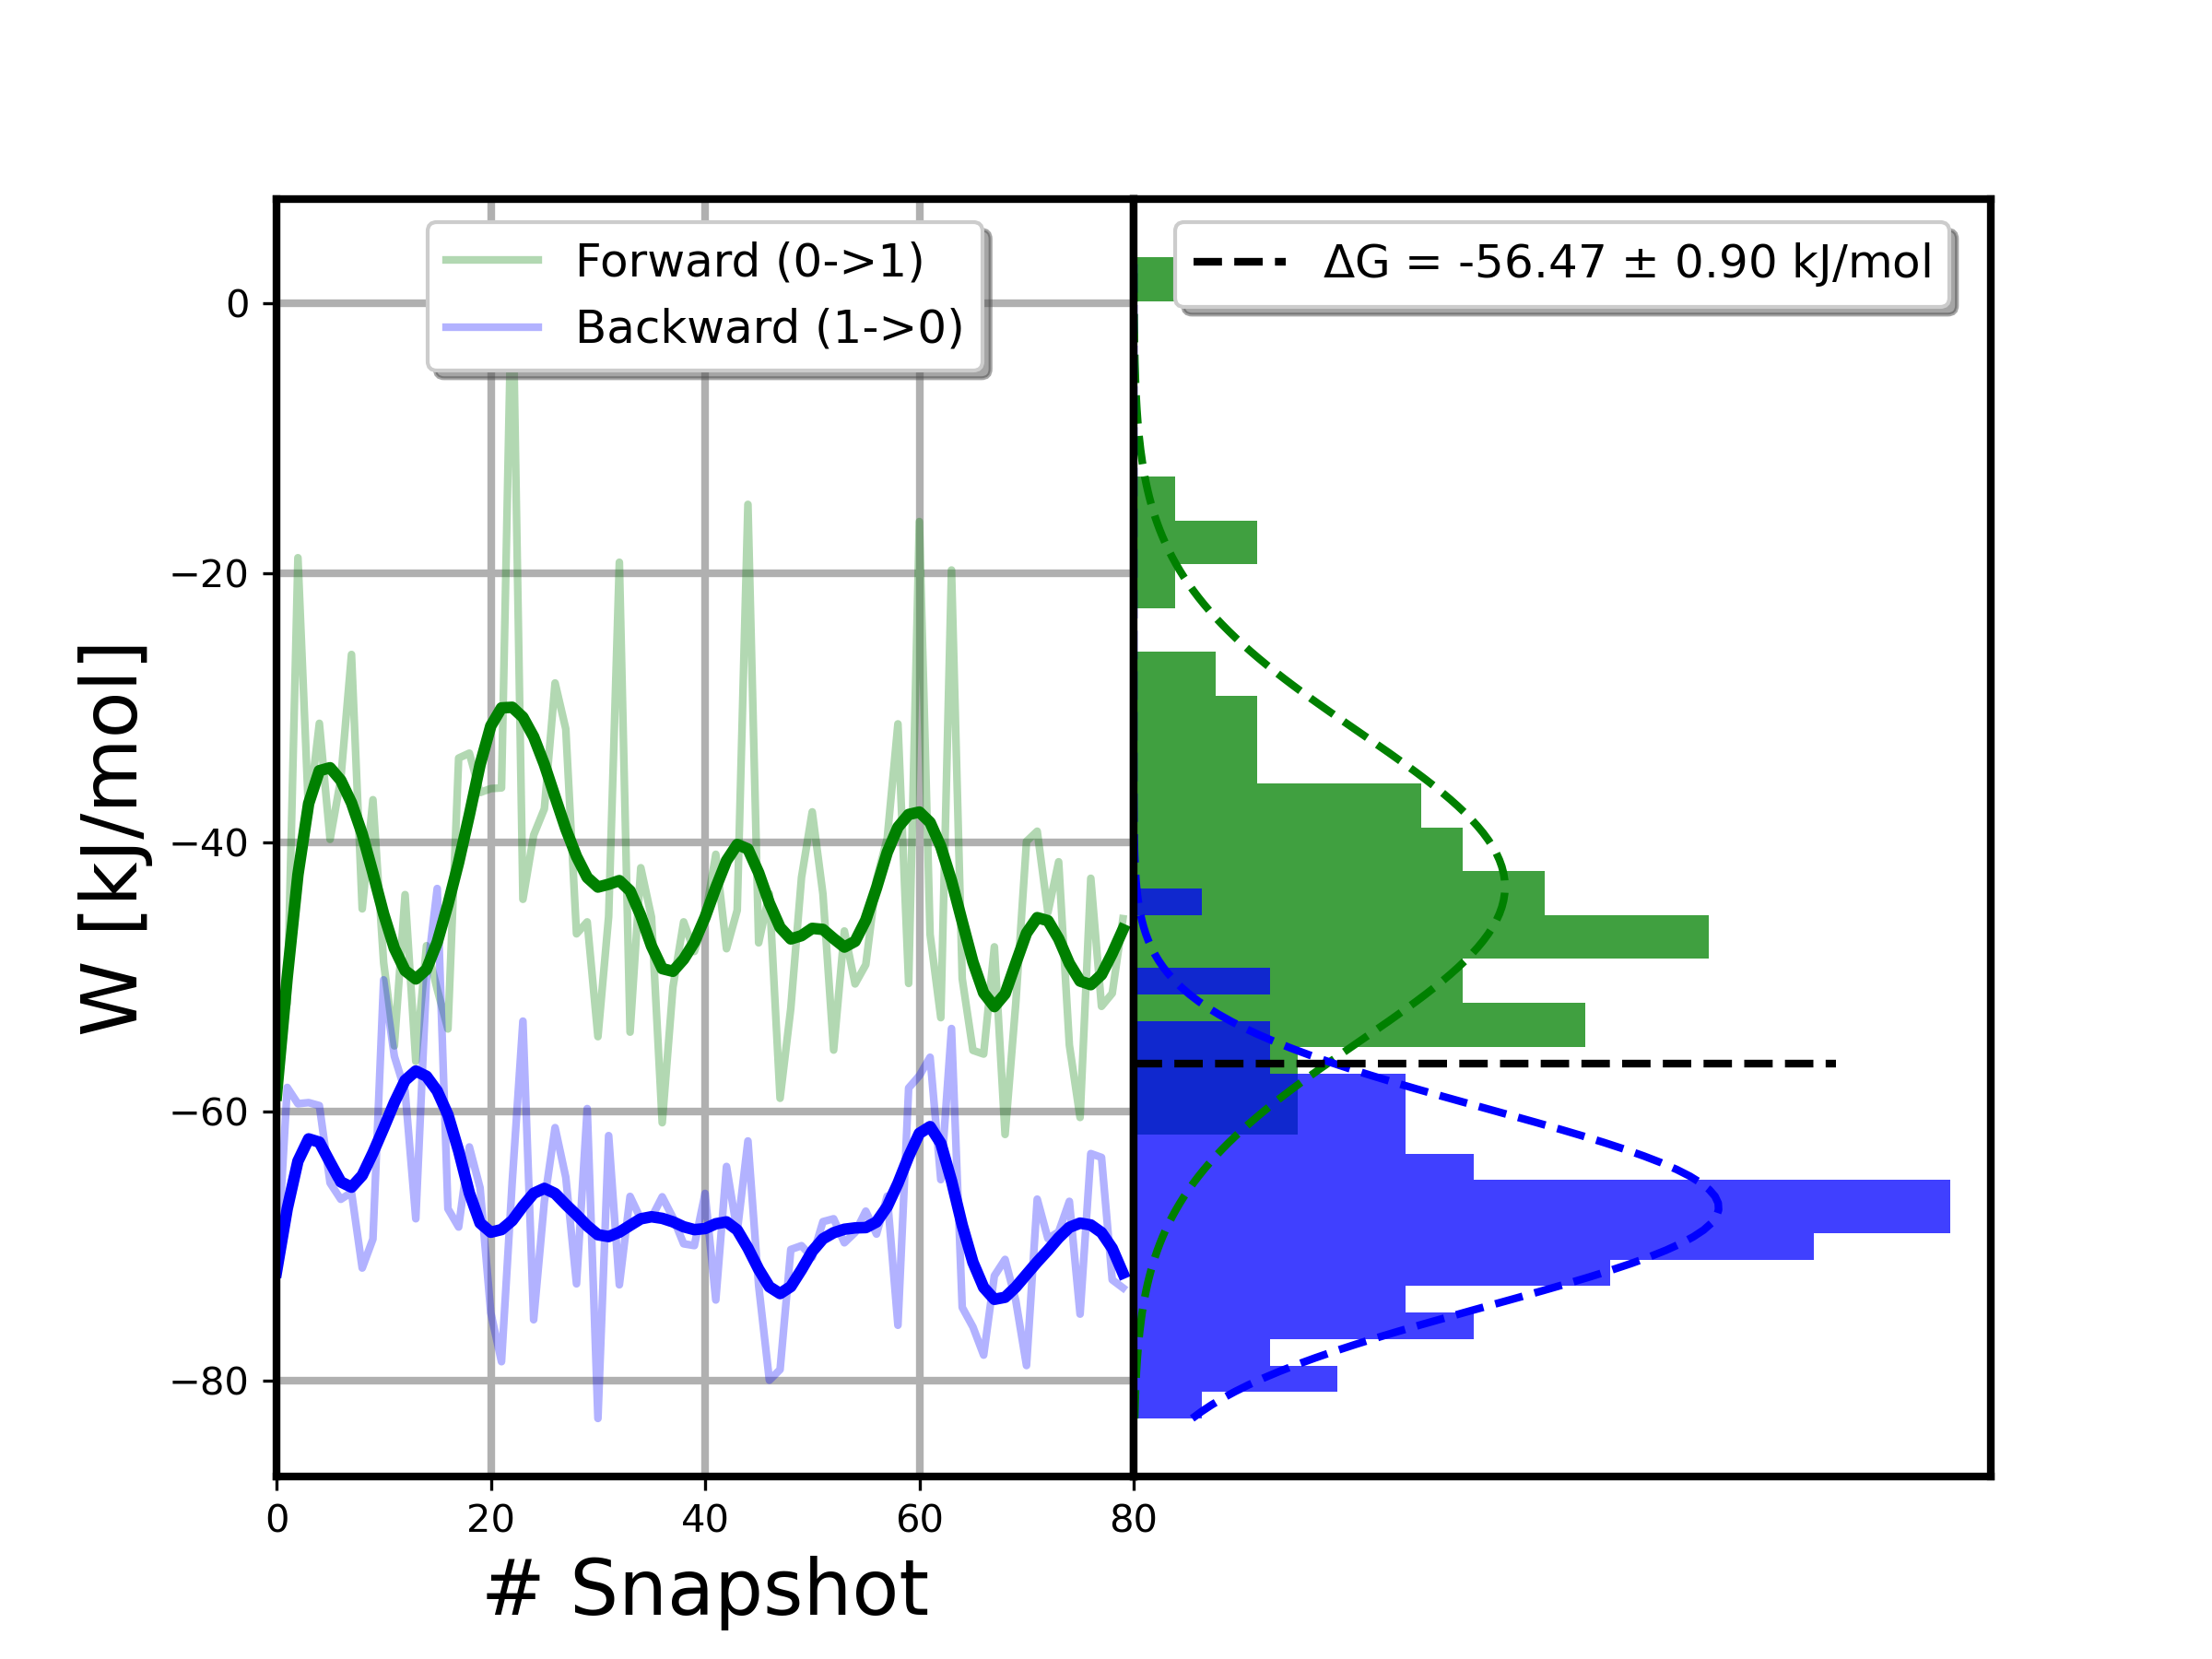 Forward (0->1)
Backward (1->0)
ΔG = -56.47 ± 0.90 kJ/mol
W [kJ/mol]
0
−20
−40
−60
−80
0 20 40 60 80
# Snapshot